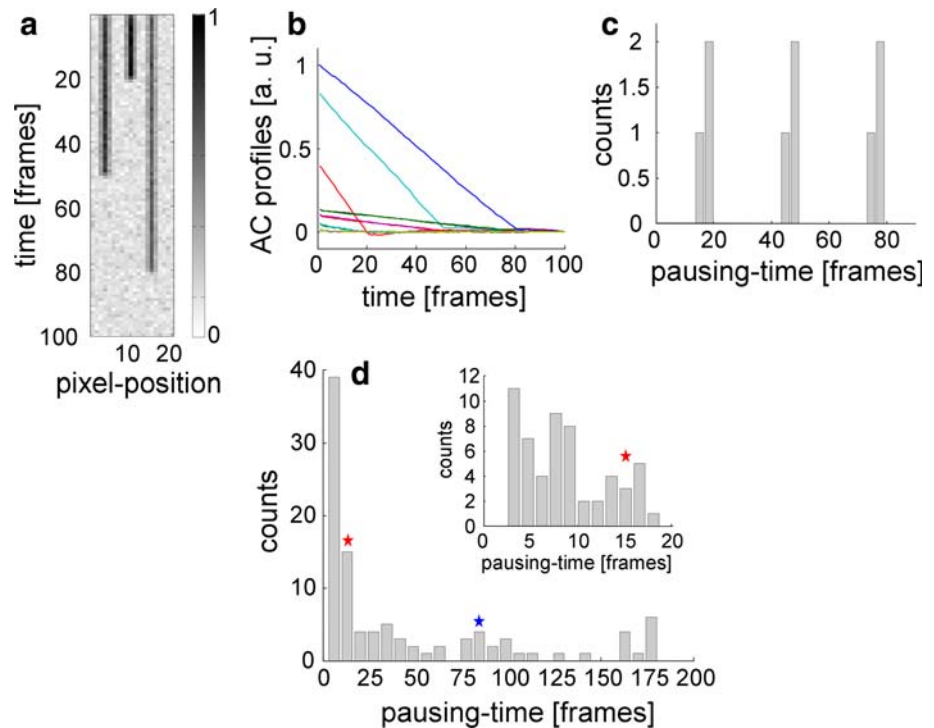 a
time [frames]
20
40
60
80
100
10 20
pixel-position
1
0
b
AC profiles [a. u.]
1
0.5
0
0 20 40 60 80 100
time [frames]
c
counts
2
1.5
1
0.5
0
0 20 40 60 80
pausing-time [frames]
d
counts
40
30
20
10
0
0 25 50 75 100 125 150 175 200
pausing-time [frames]
counts
12
10
8
6
4
2
0
0 5 10 15 20
pausing-time [frames]